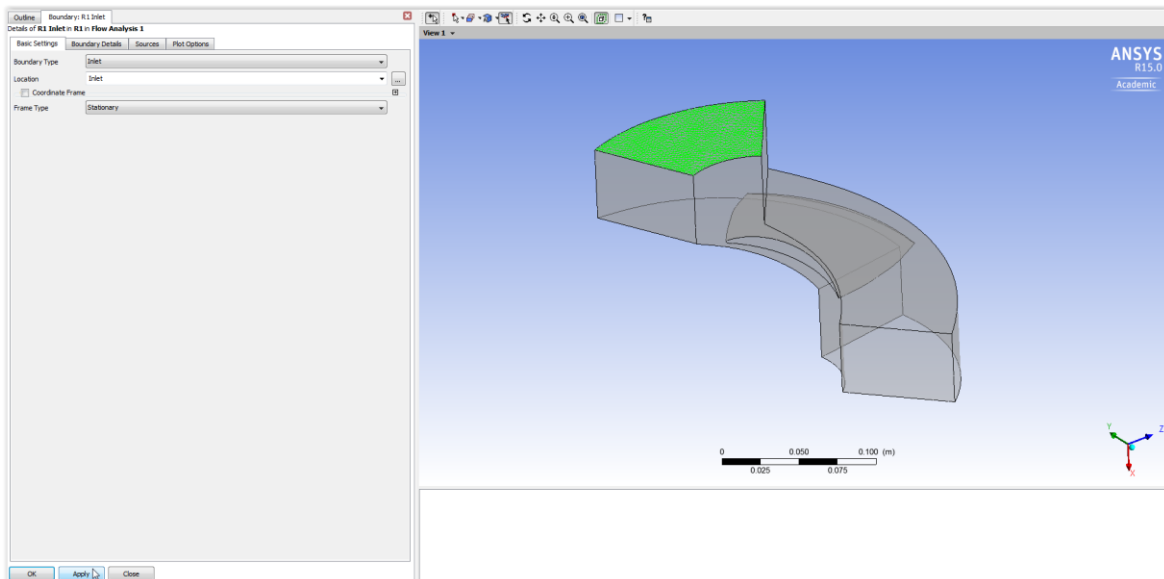 Outline Boundary: R1 Inlet
Details of R1 Inlet in R1 in Flow Analysis 1
Basic Settings Boundary Details Sources Plot Options
Boundary Type Inlet
Location Inlet ...
Coordinate Frame
Frame Type Stationary
OK Apply Close
View 1
ANSYS
R15.0
Academic
0 0.050 0.100 (m)
0.025 0.075
Y
Z
X